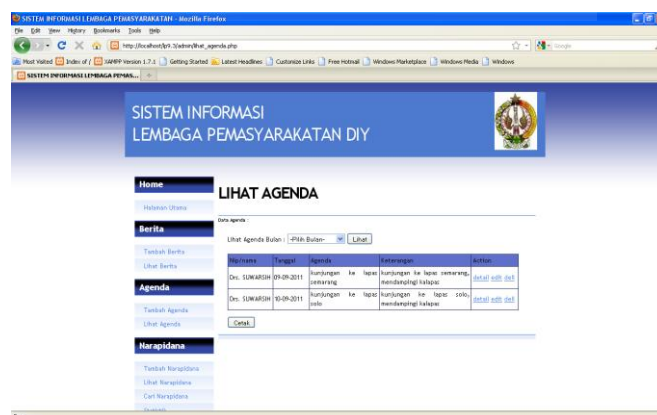 SISTEM INFORMASI LEMBAGA PEMASYARAKATAN - Mozilla Firefox
File Edit View History Bookmarks Tools Help
http://localhost/lp9.3/admin/lihat_agenda.php
Google
Most Visited Index of / XAMPP Version 1.7.1 Getting Started Latest Headlines Customize Links Free Hotmail Windows Marketplace Windows Media Windows
SISTEM INFORMASI LEMBAGA PEMAS...
SISTEM INFORMASI
LEMBAGA PEMASYARAKATAN DIY
Home
Halaman Utama
Berita
Tambah Berita
Lihat Berita
Agenda
Tambah Agenda
Lihat Agenda
Narapidana
Tambah Narapidana
Lihat Narapidana
Cari Narapidana
Statistik
LIHAT AGENDA
Data Agenda :
Lihat Agenda Bulan : -Pilih Bulan- Lihat
Nip/nama Tanggal Agenda Keterangan Action
Drs. SUWARSIH 09-09-2011 kunjungan ke lapas semarang kunjungan ke lapas semarang, mendampingi kalapas detail edit dell
Drs. SUWARSIH 10-09-2011 kunjungan ke lapas solo kunjungan ke lapas solo, mendampingi kalapas detail edit dell
Cetak